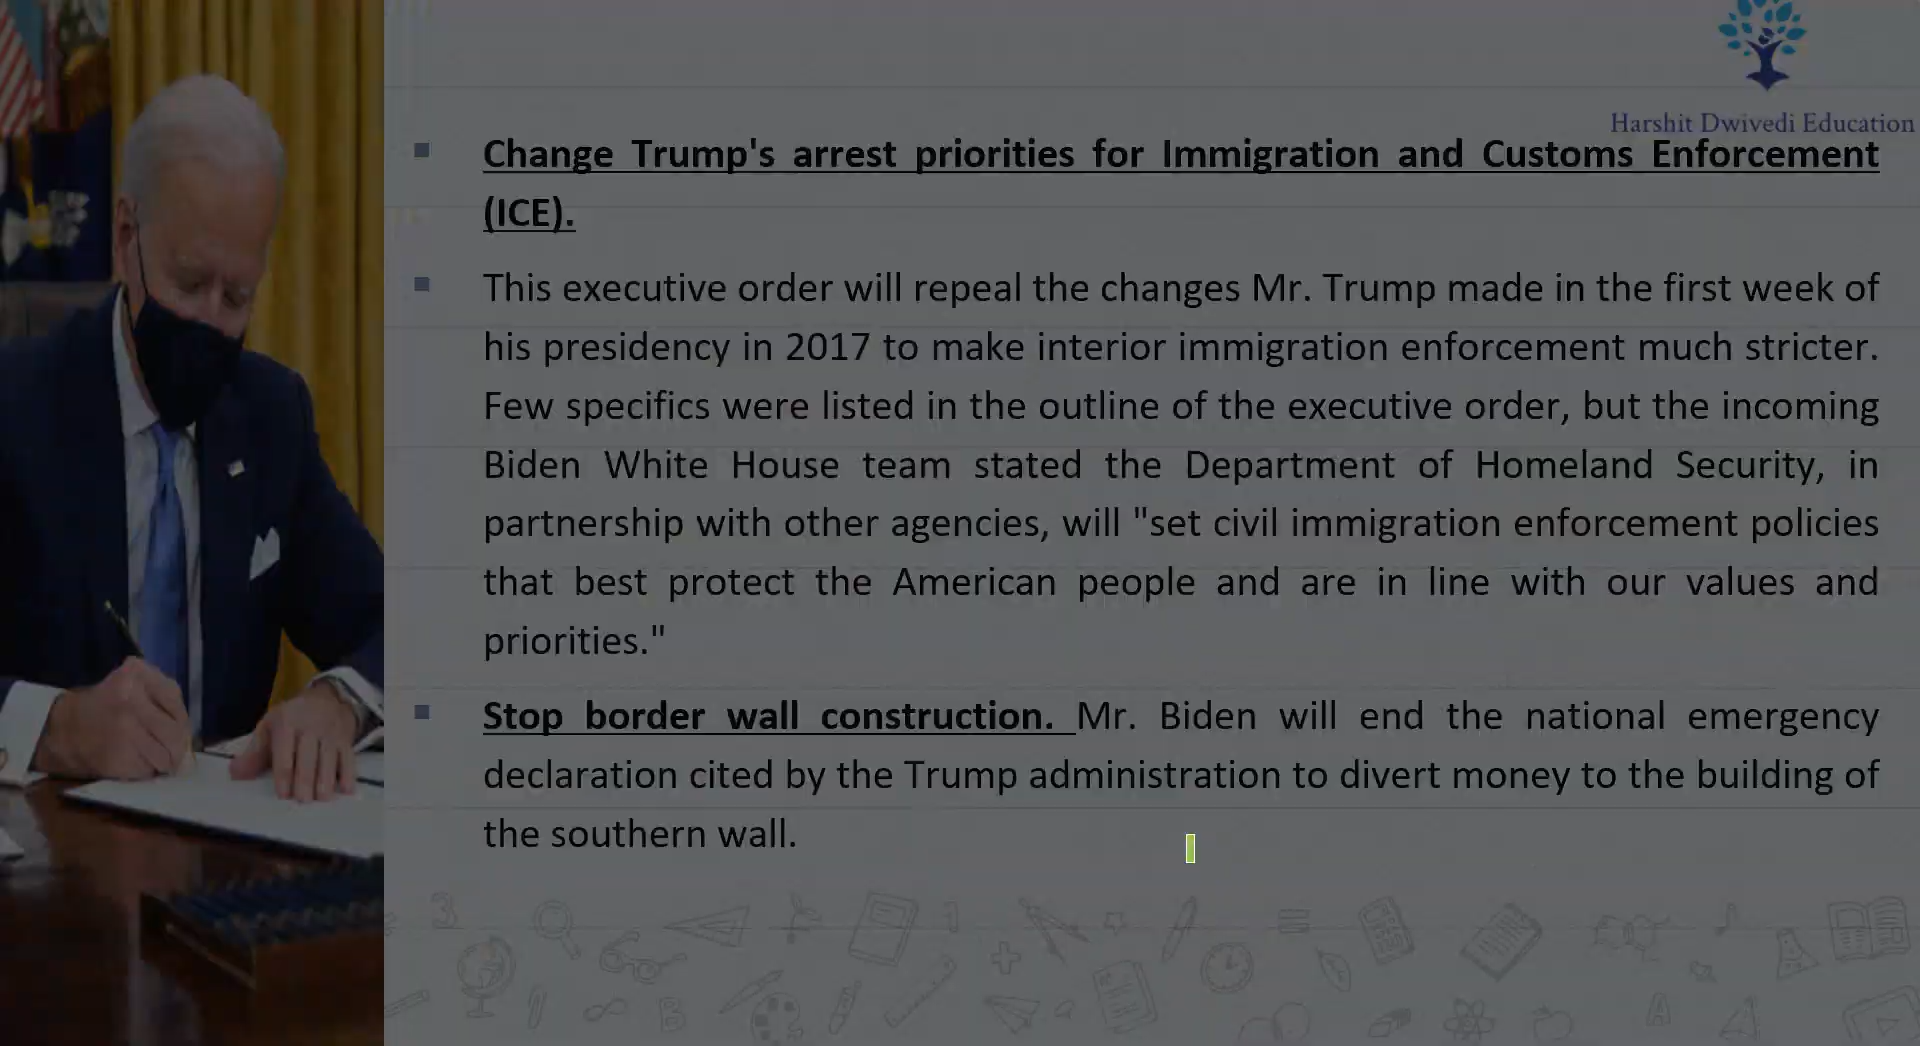 Harshit Dwivedi Education
Change Trump's arrest priorities for Immigration and Customs Enforcement
(ICE).
This executive order will repeal the changes Mr. Trump made in the first week of
his presidency in 2017 to make interior immigration enforcement much stricter.
Few specifics were listed in the outline of the executive order, but the incoming
Biden White House team stated the Department of Homeland Security, in
partnership with other agencies, will "set civil immigration enforcement policies
that best protect the American people and are in line with our values and
priorities."
Stop border wall construction. Mr. Biden will end the national emergency
declaration cited by the Trump administration to divert money to the building of
the southern wall.